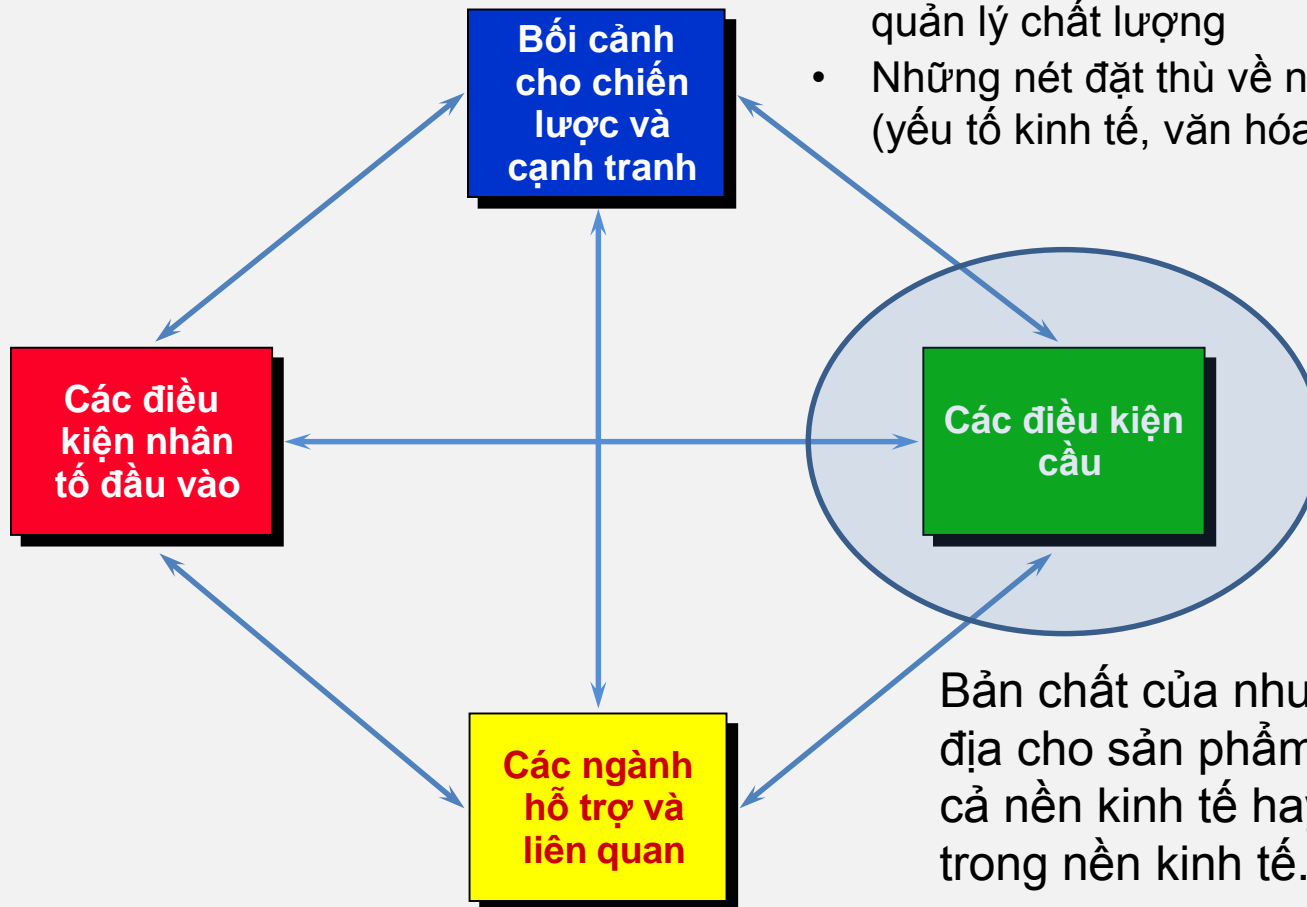 quản lý chất lượng
• Những nét đặt thù về n
(yếu tố kinh tế, văn hóa
Bối cảnh
cho chiến
lược và
cạnh tranh
Các điều
kiện nhân
tố đầu vào
Các điều kiện
cầu
Các ngành
hỗ trợ và
liên quan
Bản chất của nhu
địa cho sản phẩm
cả nền kinh tế hay
trong nền kinh tế.